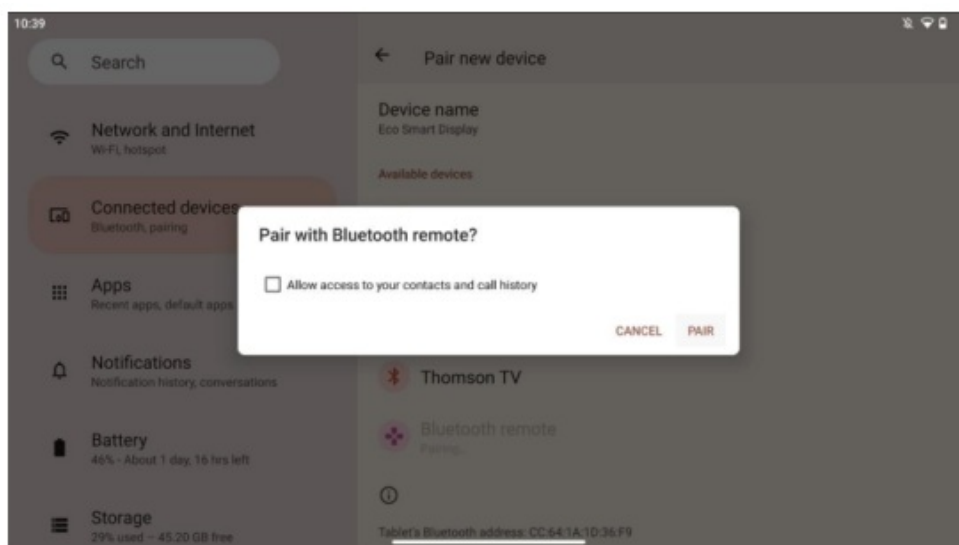 10:39
Search
Network and Internet
Wi-Fi, hotspot
Connected devices
Bluetooth, pairing
Apps
Recent apps, default apps
Notifications
Notification history, conversations
Battery
46% - About 1 day, 16 hrs left
Storage
29% used – 45.20 GB free
Pair new device
Device name
Eco Smart Display
Available devices
Pair with Bluetooth remote?
Allow access to your contacts and call history
CANCEL
PAIR
Thomson TV
Bluetooth remote
Pairing...
Tablet's Bluetooth address: CC:64:1A:1D:36:F9